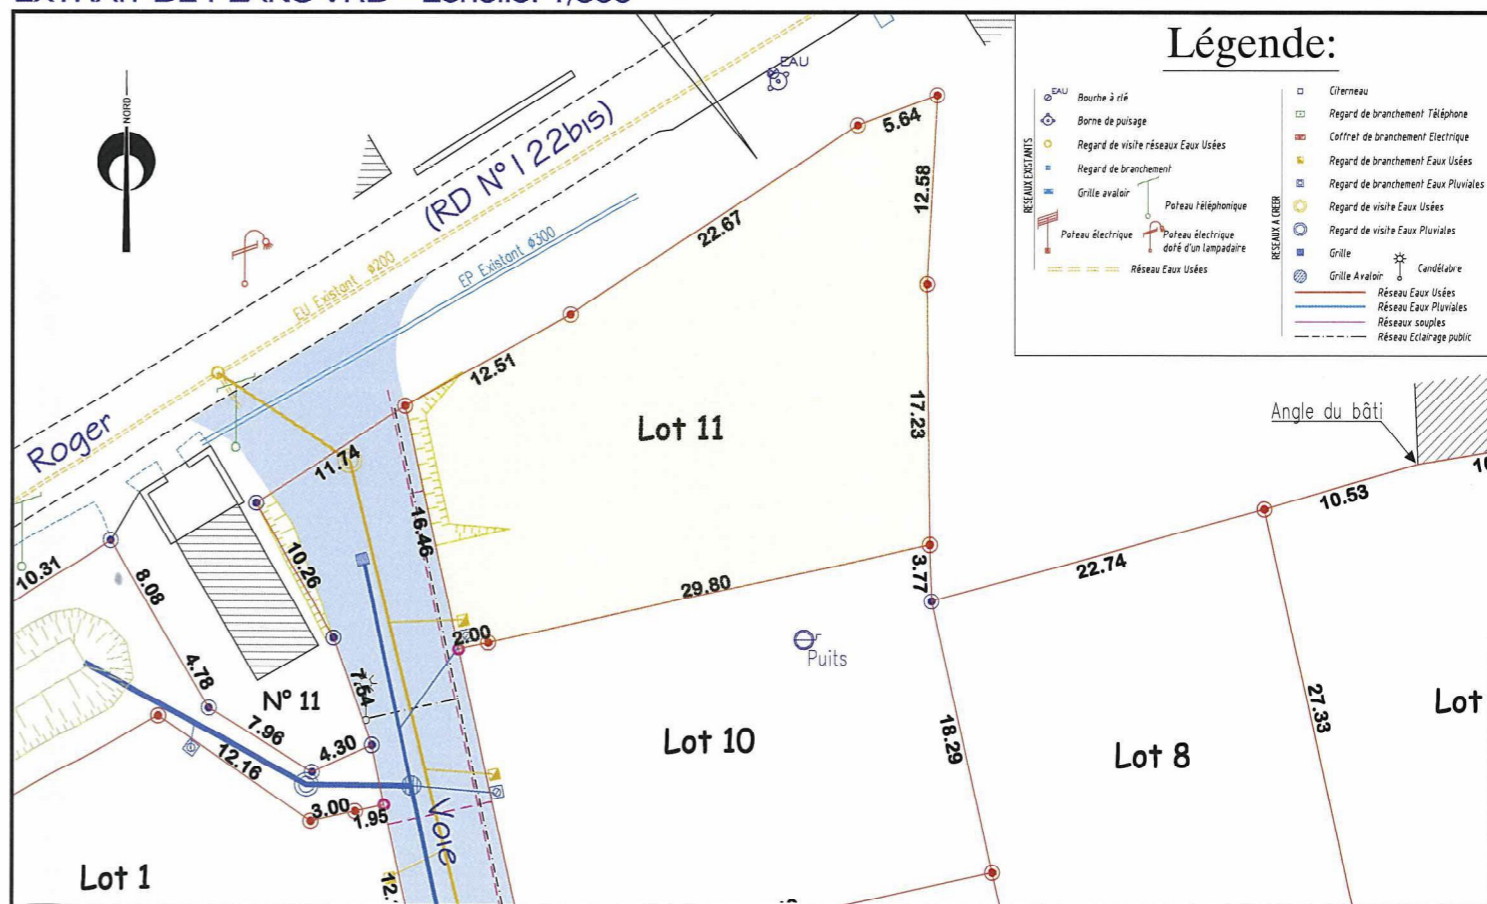 NORD
EAU
(RD N°122bis)
Roger
EU Existant ø200
EP Existant ø300
5.64
12.58
22.67
12.51
17.23
Lot 11
11.74
16.46
10.26
10.31
8.08
4.78
N° 11
7.54
7.96
4.30
12.16
3.00
1.95
2.00
29.80
3.77
Puits
Lot 10
18.29
22.74
Lot 8
27.33
10.53
Angle du bâti
Lot
Lot 1
Voie
Légende:
RESEAUX EXISTANTS
EAU
Bouche à clé
Borne de puisage
Regard de visite réseaux Eaux Usées
Regard de branchement
Grille avaloir
Poteau téléphonique
Poteau électrique
Poteau électrique
doté d'un lampadaire
Réseau Eaux Usées
RESEAUX A CREER
Citerneau
Regard de branchement Téléphone
Coffret de branchement Electrique
Regard de branchement Eaux Usées
Regard de branchement Eaux Pluviales
Regard de visite Eaux Usées
Regard de visite Eaux Pluviales
Grille
Grille Avaloir
Candélabre
Réseau Eaux Usées
Réseau Eaux Pluviales
Réseaux souples
Réseau Eclairage public